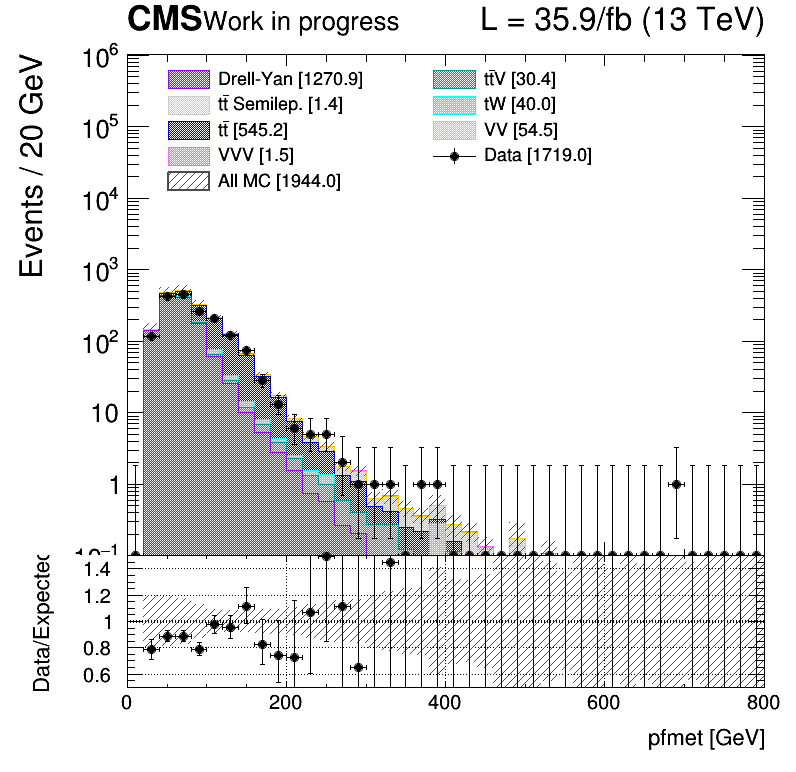 CMS Work in progress L = 35.9/fb (13 TeV)
Events / 20 GeV
10⁶
10⁵
10⁴
10³
10²
10
1
10⁻¹
Drell-Yan [1270.9]
tt̄ Semilep. [1.4]
tt̄ [545.2]
VVV [1.5]
All MC [1944.0]
tt̄V [30.4]
tW [40.0]
VV [54.5]
Data [1719.0]
Data/Expected
1.4
1.2
1
0.8
0.6
0 200 400 600 800
pfmet [GeV]